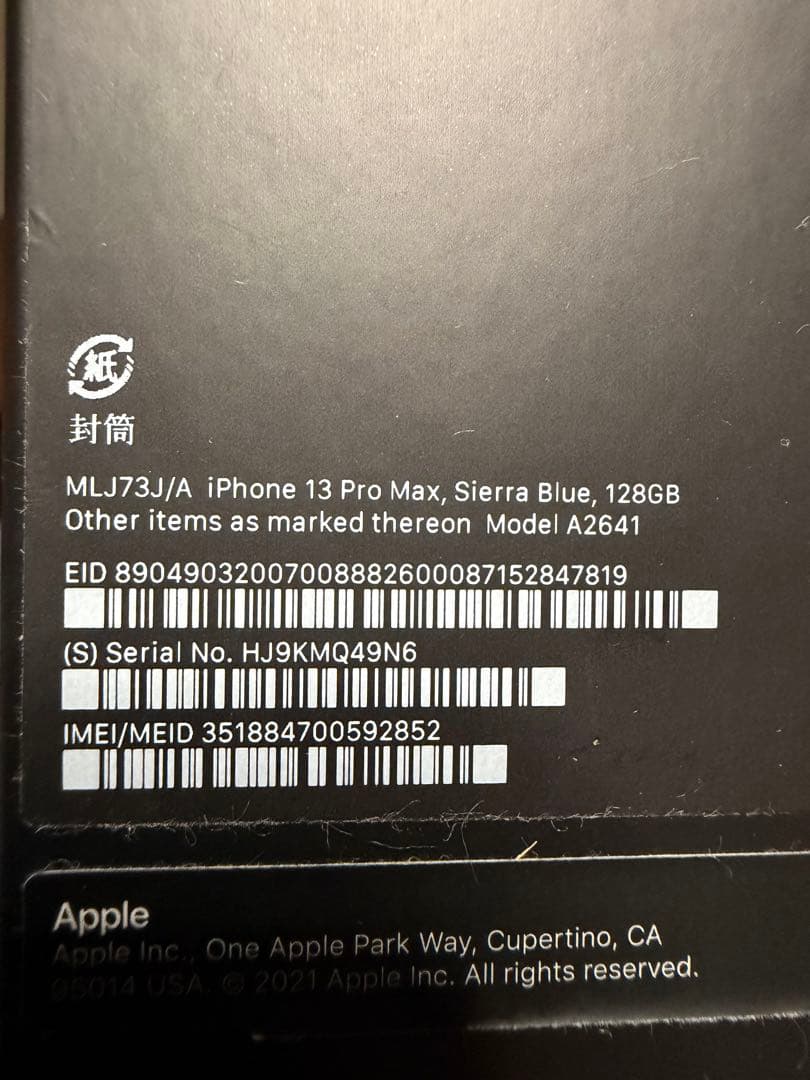 紙
封筒
MLJ73J/A iPhone 13 Pro Max, Sierra Blue, 128GB
Other items as marked thereon Model A2641
EID 89049032007008882600087152847819
(S) Serial No. HJ9KMQ49N6
IMEI/MEID 351884700592852
Apple
Apple Inc., One Apple Park Way, Cupertino, CA
95014 USA. © 2021 Apple Inc. All rights reserved.